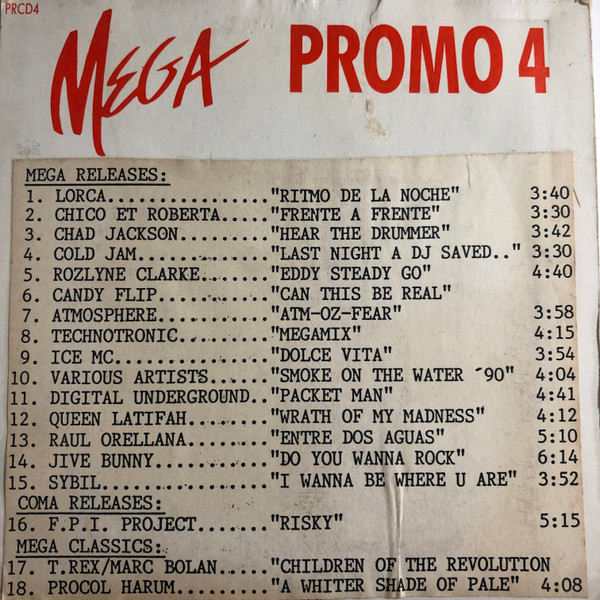 PRCD4
MEGA PROMO 4
MEGA RELEASES:
1. LORCA................"RITMO DE LA NOCHE" 3:40
2. CHICO ET ROBERTA....."FRENTE A FRENTE" 3:30
3. CHAD JACKSON........."HEAR THE DRUMMER" 3:42
4. COLD JAM............."LAST NIGHT A DJ SAVED.." 3:30
5. ROZLYNE CLARKE......."EDDY STEADY GO" 4:40
6. CANDY FLIP..........."CAN THIS BE REAL"
7. ATMOSPHERE..........."ATM-OZ-FEAR" 3:58
8. TECHNOTRONIC........."MEGAMIX" 4:15
9. ICE MC..............."DOLCE VITA" 3:54
10. VARIOUS ARTISTS......"SMOKE ON THE WATER ´90" 4:04
11. DIGITAL UNDERGROUND.."PACKET MAN" 4:41
12. QUEEN LATIFAH........"WRATH OF MY MADNESS" 4:12
13. RAUL ORELLANA........"ENTRE DOS AGUAS" 5:10
14. JIVE BUNNY..........."DO YOU WANNA ROCK" 6:14
15. SYBIL................"I WANNA BE WHERE U ARE" 3:52
COMA RELEASES:
16. F.P.I. PROJECT......."RISKY" 5:15
MEGA CLASSICS:
17. T.REX/MARC BOLAN....."CHILDREN OF THE REVOLUTION
18. PROCOL HARUM........."A WHITER SHADE OF PALE" 4:08